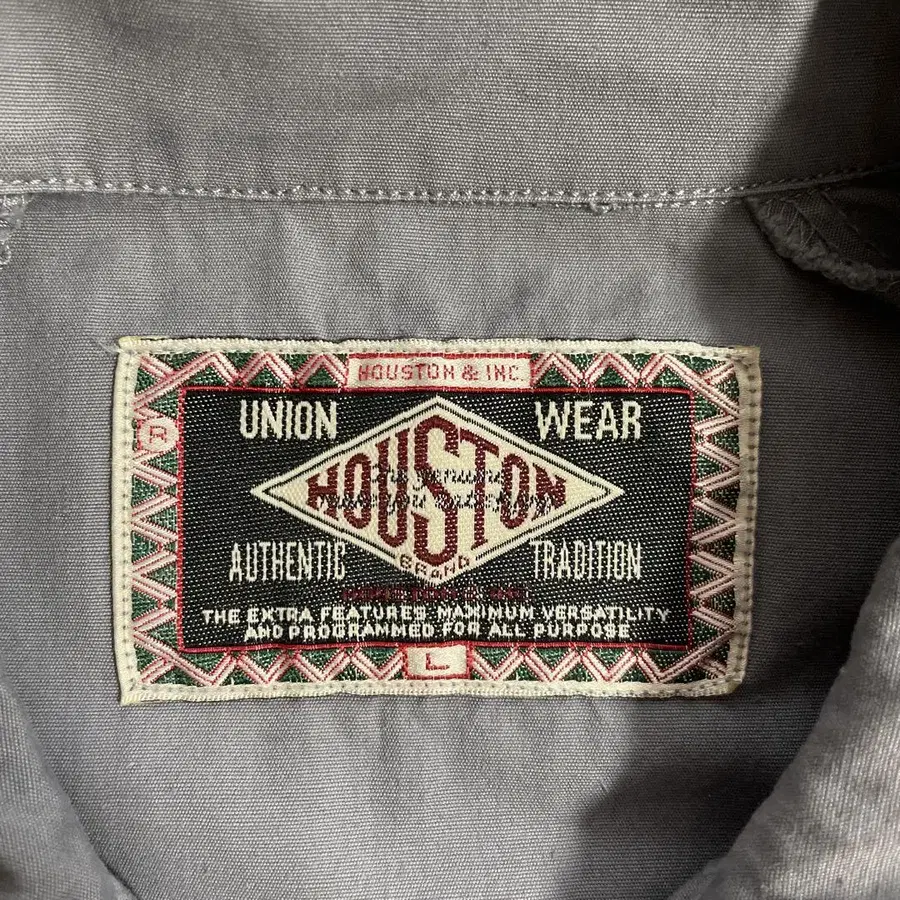 HOUSTON & INC
R
UNION WEAR
HOUSTON
BRAND
AUTHENTIC TRADITION
THE EXTRA FEATURES MAXIMUM VERSATILITY
AND PROGRAMMED FOR ALL PURPOSE
L